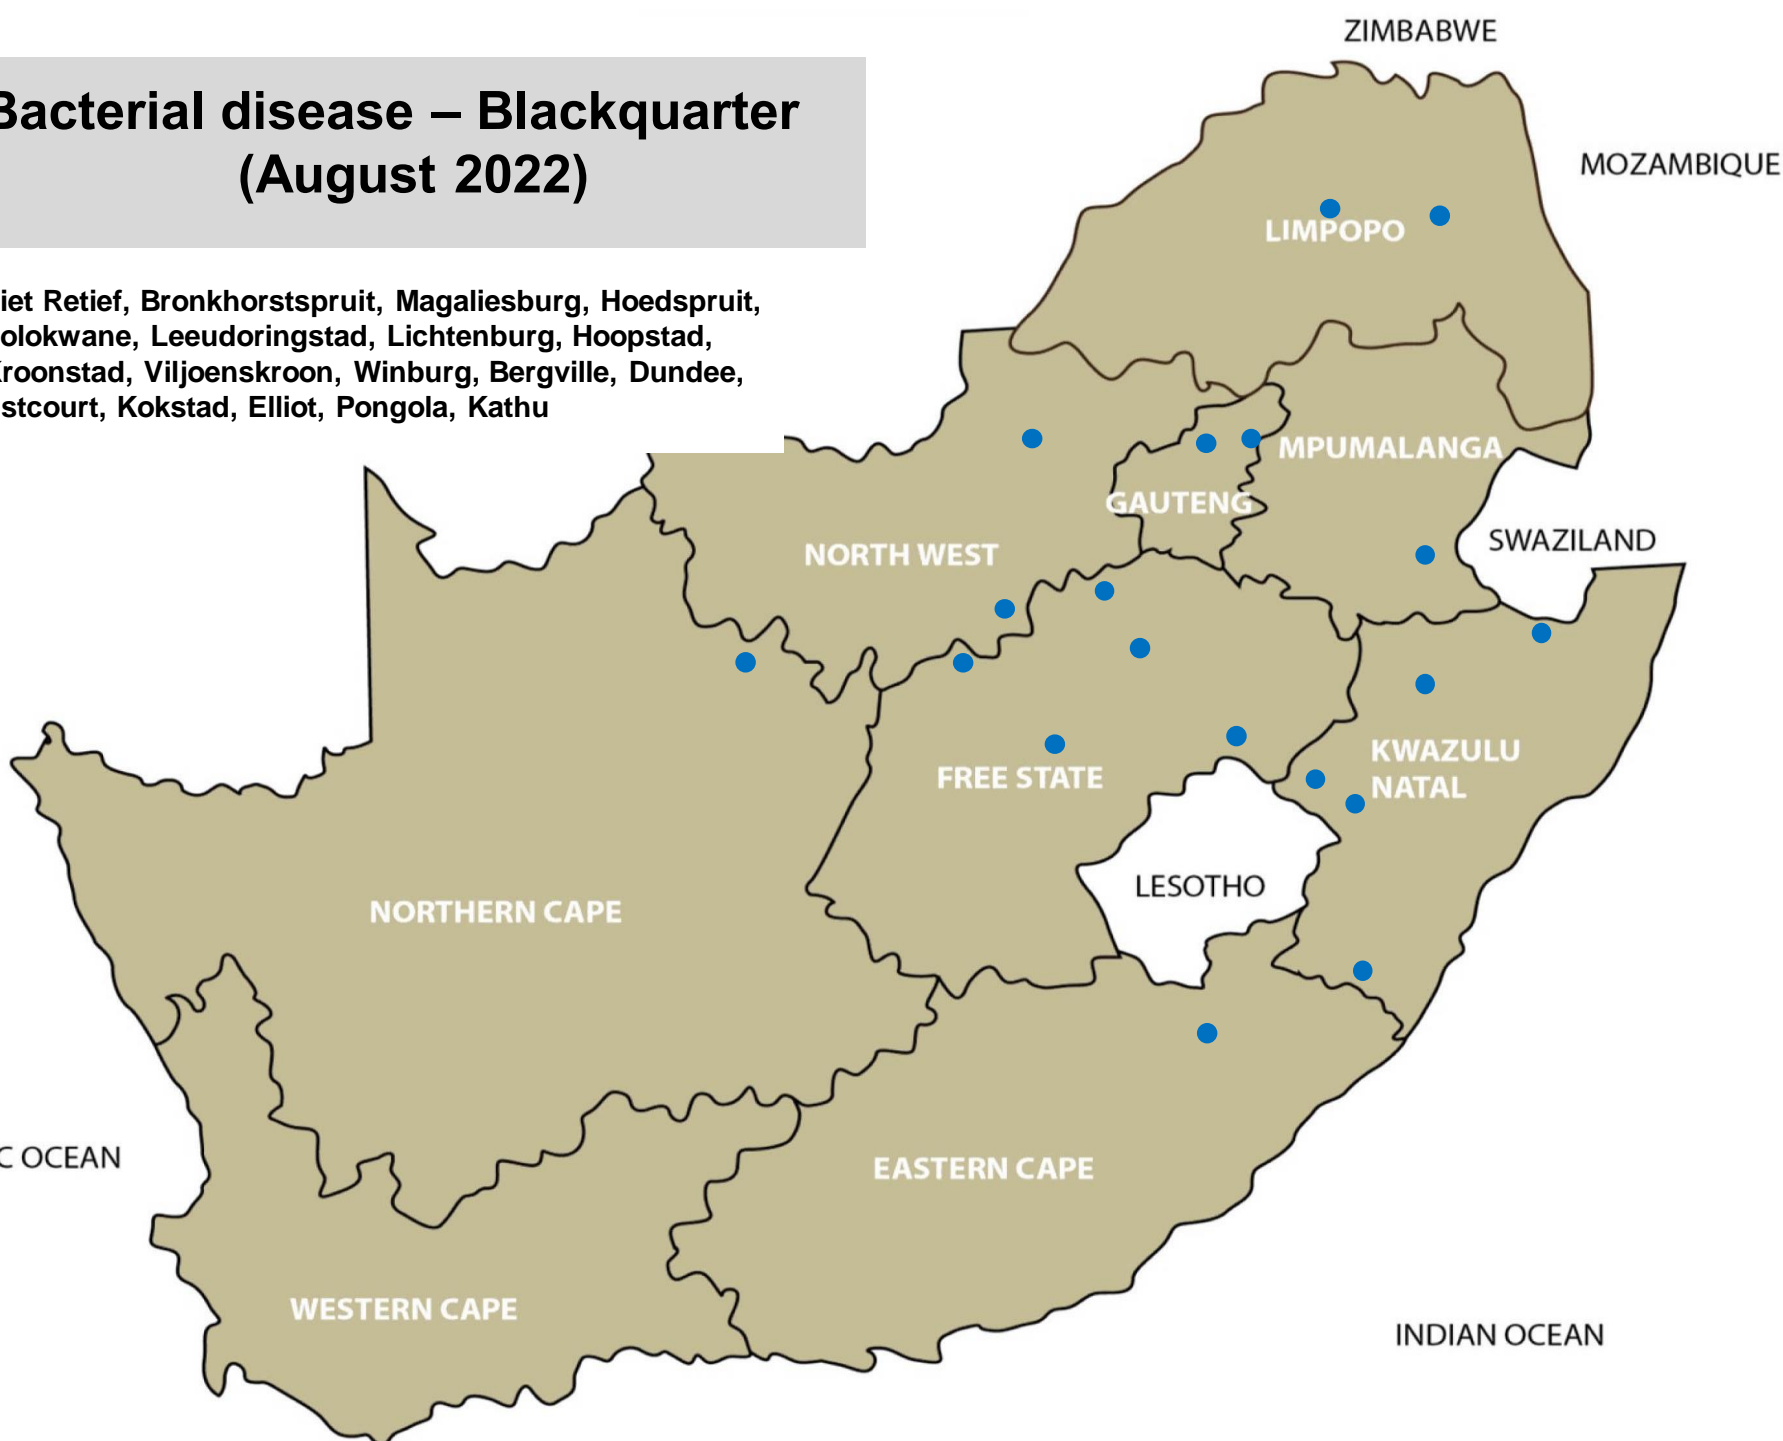 Bacterial disease – Blackquarter
(August 2022)
iet Retief, Bronkhorstspruit, Magaliesburg, Hoedspruit,
olokwane, Leeudoringstad, Lichtenburg, Hoopstad,
Kroonstad, Viljoenskroon, Winburg, Bergville, Dundee,
stcourt, Kokstad, Elliot, Pongola, Kathu
ZIMBABWE
MOZAMBIQUE
LIMPOPO
MPUMALANGA
GAUTENG
SWAZILAND
NORTH WEST
KWAZULU
NATAL
FREE STATE
LESOTHO
NORTHERN CAPE
C OCEAN
EASTERN CAPE
WESTERN CAPE
INDIAN OCEAN